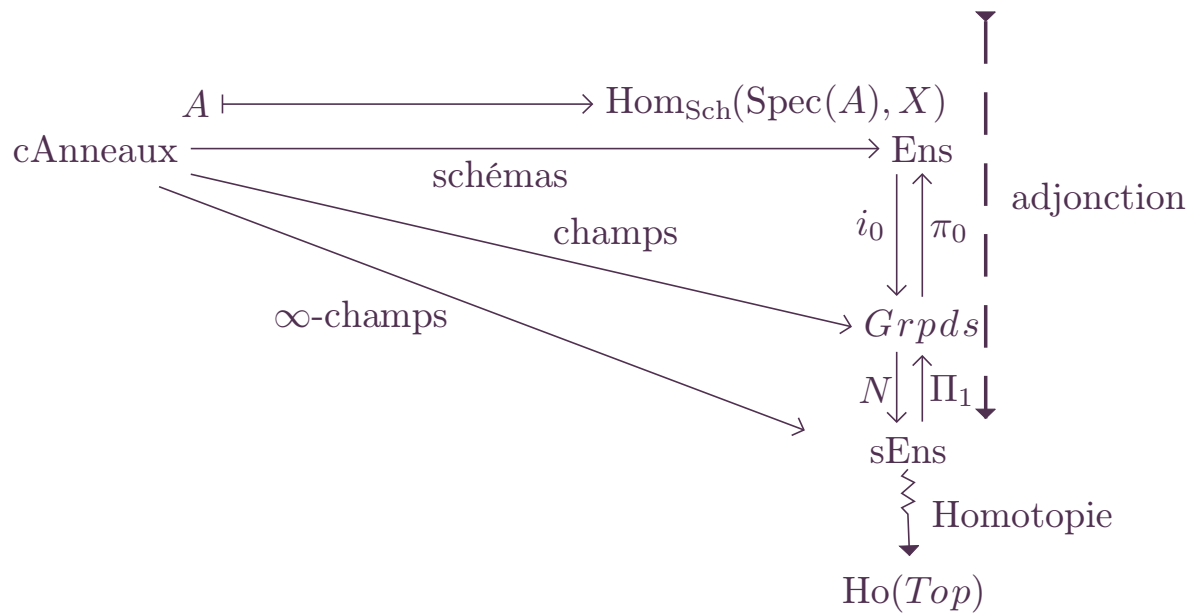 A Hom_Sch(Spec(A), X)
cAnneaux Ens
schémas
adjonction
champs
i_0 π_0
∞-champs
Grpds
N Π_1
sEns
Homotopie
Ho(Top)